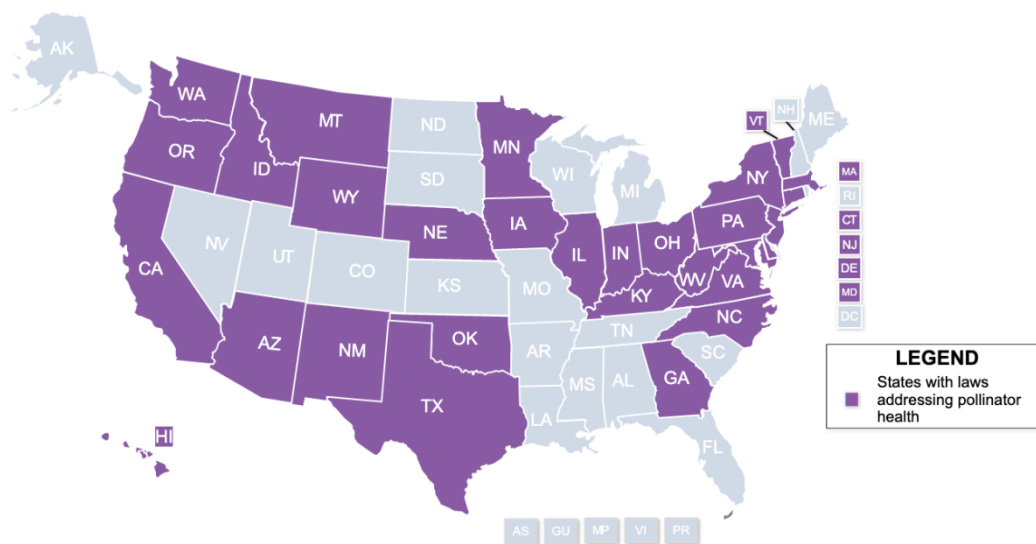 AK
WA
MT
ND
MN
VT
NH
ME
OR
ID
SD
WI
MI
NY
MA
WY
RI
IA
PA
CT
NE
NV
UT
IL
IN
OH
NJ
CA
CO
KS
MO
WV
VA
DE
KY
MD
NC
DC
TN
AZ
NM
OK
AR
SC
MS
AL
GA
LEGEND
States with laws
addressing pollinator
health
TX
LA
HI
FL
AS GU MP VI PR